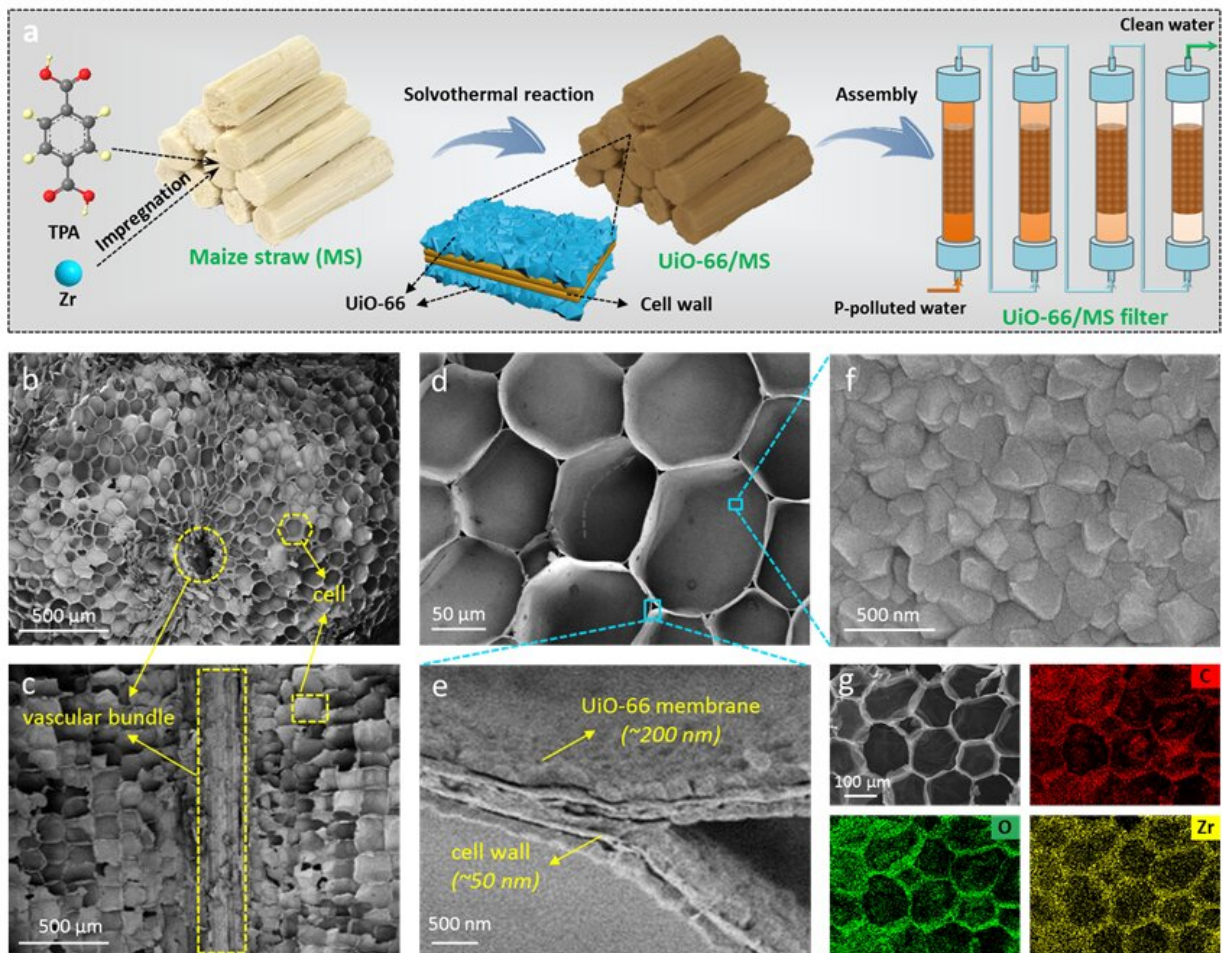 a
TPA
Zr
Impregnation
Maize straw (MS)
Solvothermal reaction
UiO-66
Cell wall
UiO-66/MS
Assembly
Clean water
P-polluted water
UiO-66/MS filter
b
500 µm
cell
c
vascular bundle
500 µm
d
50 µm
e
UiO-66 membrane
(~200 nm)
cell wall
(~50 nm)
500 nm
f
500 nm
g
100 µm
C
O
Zr